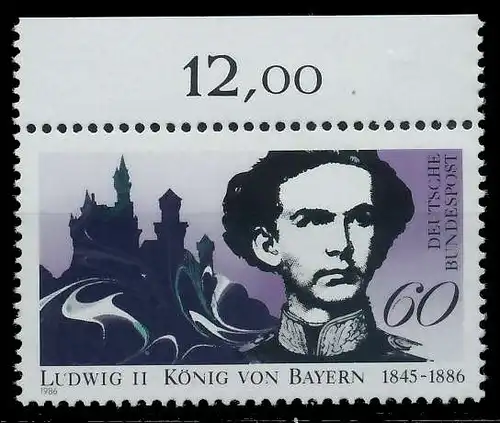 12,00
DEUTSCHE
BUNDESPOST
60
LUDWIG II KÖNIG VON BAYERN 1845-1886
1986